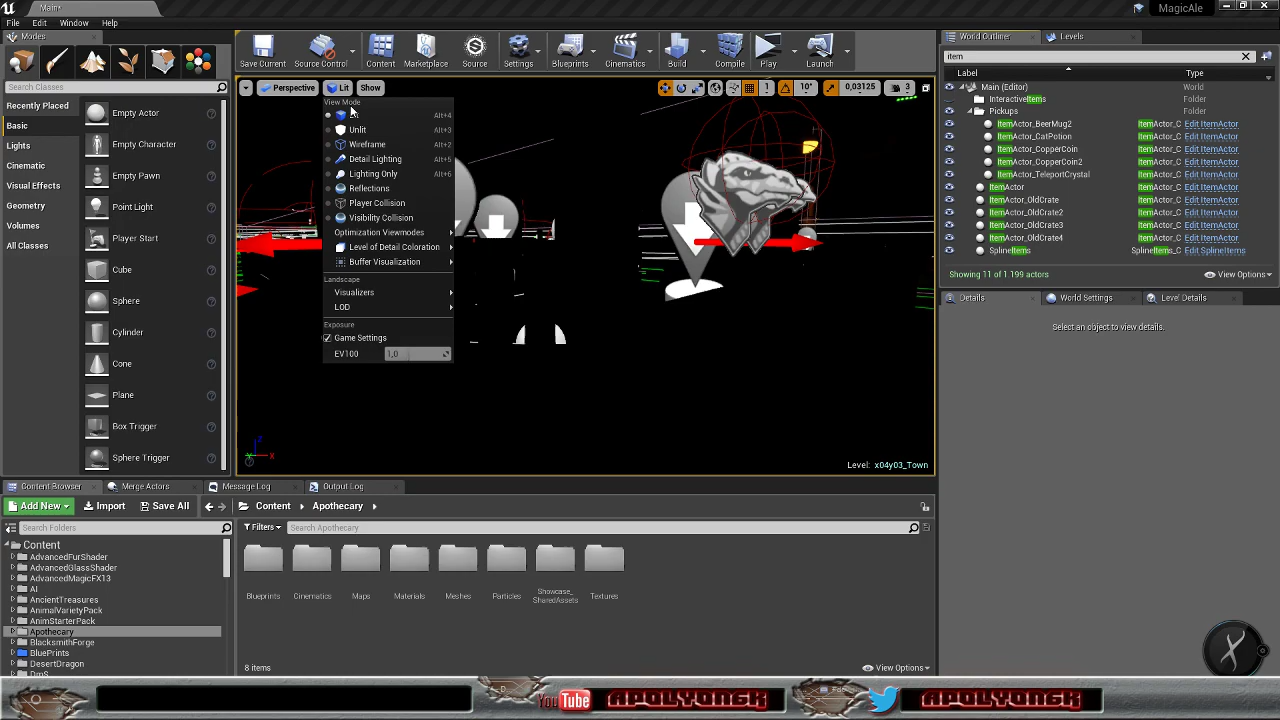 Main*
MagicAle
File Edit Window Help
Modes
Search Classes
Recently Placed
Basic
Lights
Cinematic
Visual Effects
Geometry
Volumes
All Classes
Empty Actor
Empty Character
Empty Pawn
Point Light
Player Start
Cube
Sphere
Cylinder
Cone
Plane
Box Trigger
Sphere Trigger
Save Current
Source Control
Content
Marketplace
Source
Settings
Blueprints
Cinematics
Build
Compile
Play
Launch
Perspective Lit Show
10° 0,03125 3
1
View Mode
Alt+4
Unlit Alt+3
Wireframe Alt+2
Detail Lighting Alt+5
Lighting Only Alt+6
Reflections
Player Collision
Visibility Collision
Optimization Viewmodes
Level of Detail Coloration
Buffer Visualization
Landscape
Visualizers
LOD
Exposure
Game Settings
EV100 1,0
Level: x04y03_Town
World Outliner Levels
item
Label Type
Main (Editor) World
InteractiveItems Folder
Pickups Folder
ItemActor_BeerMug2 ItemActor_C Edit ItemActor
ItemActor_CatPotion ItemActor_C Edit ItemActor
ItemActor_CopperCoin ItemActor_C Edit ItemActor
ItemActor_CopperCoin2 ItemActor_C Edit ItemActor
ItemActor_TeleportCrystal ItemActor_C Edit ItemActor
ItemActor ItemActor_C Edit ItemActor
ItemActor_OldCrate ItemActor_C Edit ItemActor
ItemActor_OldCrate2 ItemActor_C Edit ItemActor
ItemActor_OldCrate3 ItemActor_C Edit ItemActor
ItemActor_OldCrate4 ItemActor_C Edit ItemActor
SplineItems SplineItems_C Edit SplineItems
Showing 11 of 1.199 actors
View Options
Details World Settings Level Details
Select an object to view details.
Content Browser Merge Actors Message Log Output Log
Add New Import Save All Content Apothecary
Search Folders
Filters Search Apothecary
Content
AdvancedFurShader
AdvancedGlassShader
AdvancedMagicFX13
AI
AncientTreasures
AnimalVarietyPack
AnimStarterPack
Apothecary
BlacksmithForge
BluePrints
DesertDragon
DmS
Blueprints
Cinematics
Maps
Materials
Meshes
Particles
Showcase_
SharedAssets
Textures
8 items
View Options
YouTube APOLYONGK APOLYONGK